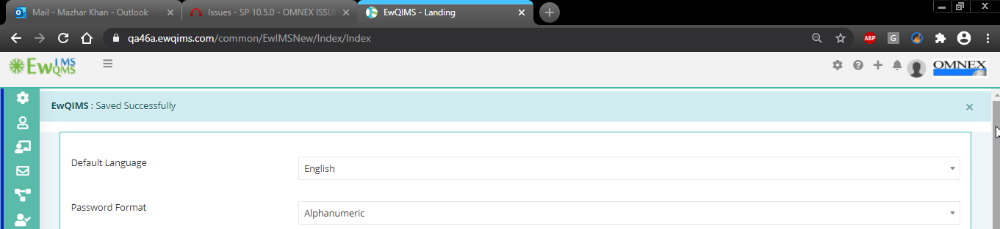 Mail - Mazhar Khan - Outlook
Issues - SP 10.5.0 - OMNEX ISSU
EwQIMS - Landing
qa46a.ewqims.com/common/EwIMSNew/Index/Index
ABP
G
EwIMS
QMS
OMNEX
EwQIMS : Saved Successfully
Default Language
English
Password Format
Alphanumeric